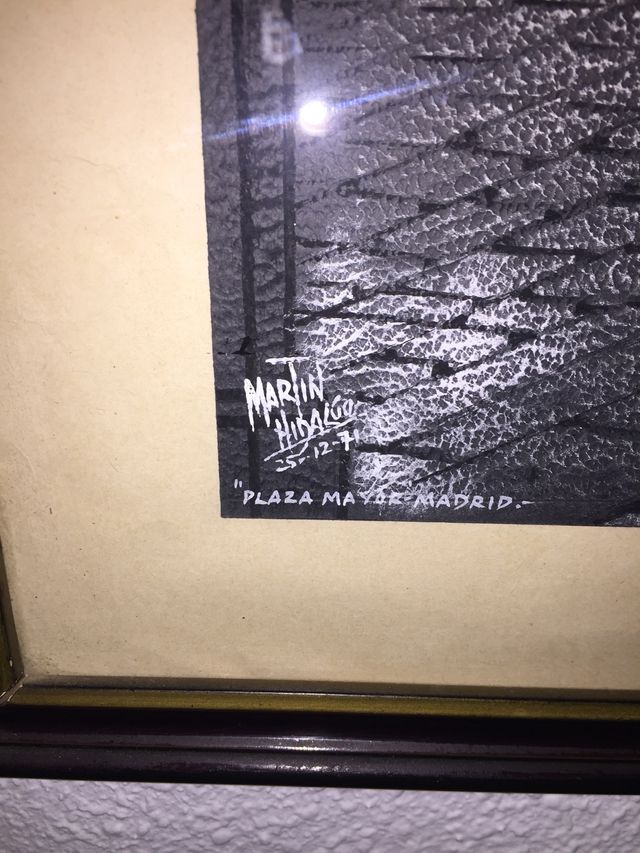 MARTIN
HIDALGO
25-12-71
"PLAZA MAYOR-MADRID.-